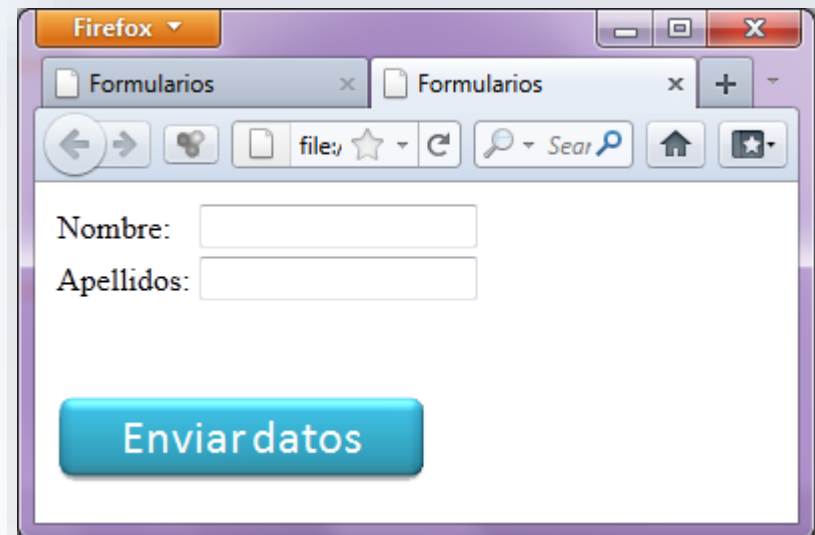 Firefox
Formularios Formularios
file:/ Sear
Nombre:
Apellidos:
Enviar datos